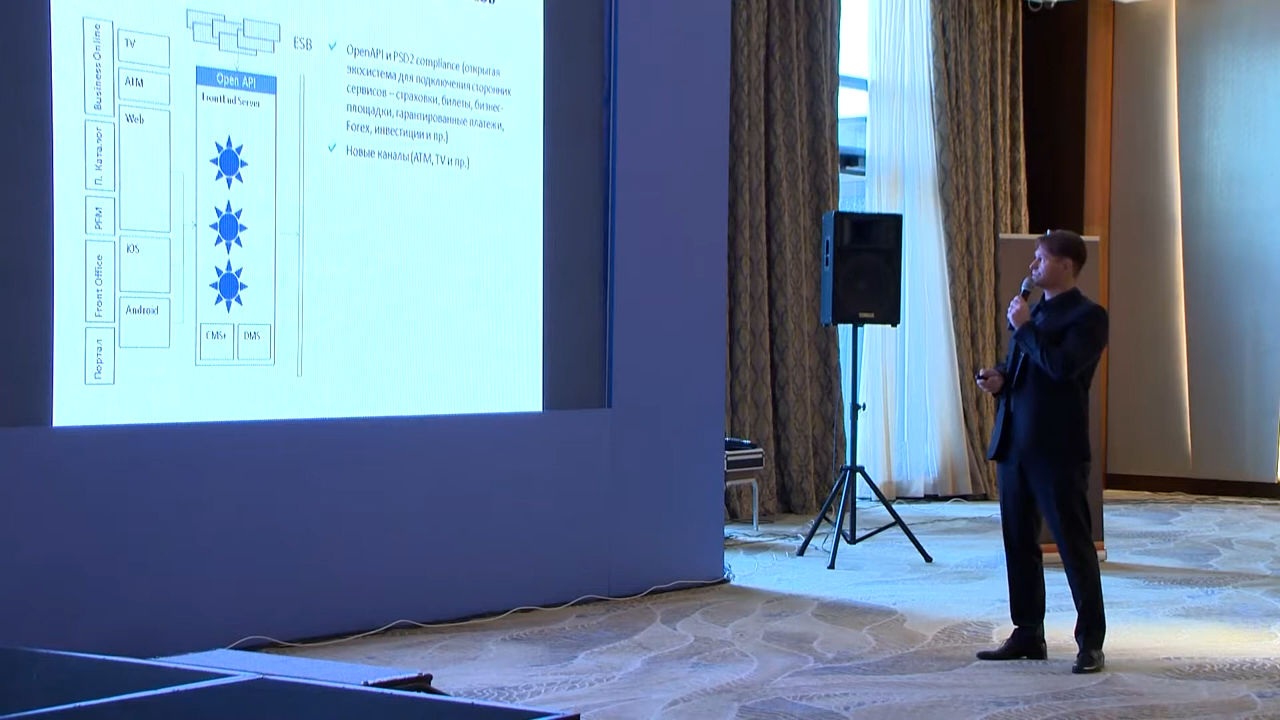 Business Online
П. Каталог
PFM
Front Office
Портал
TV
ATM
Web
iOS
Android
Open API
FrontEnd Server
CMS+
DMS
ESB
OpenAPI и PSD2 compliance (открытая
экосистема для подключения сторонних
сервисов – страховки, билеты, бизнес-
площадки, гарантированные платежи,
Forex, инвестиции и пр.)
Новые каналы (ATM, TV и пр.)